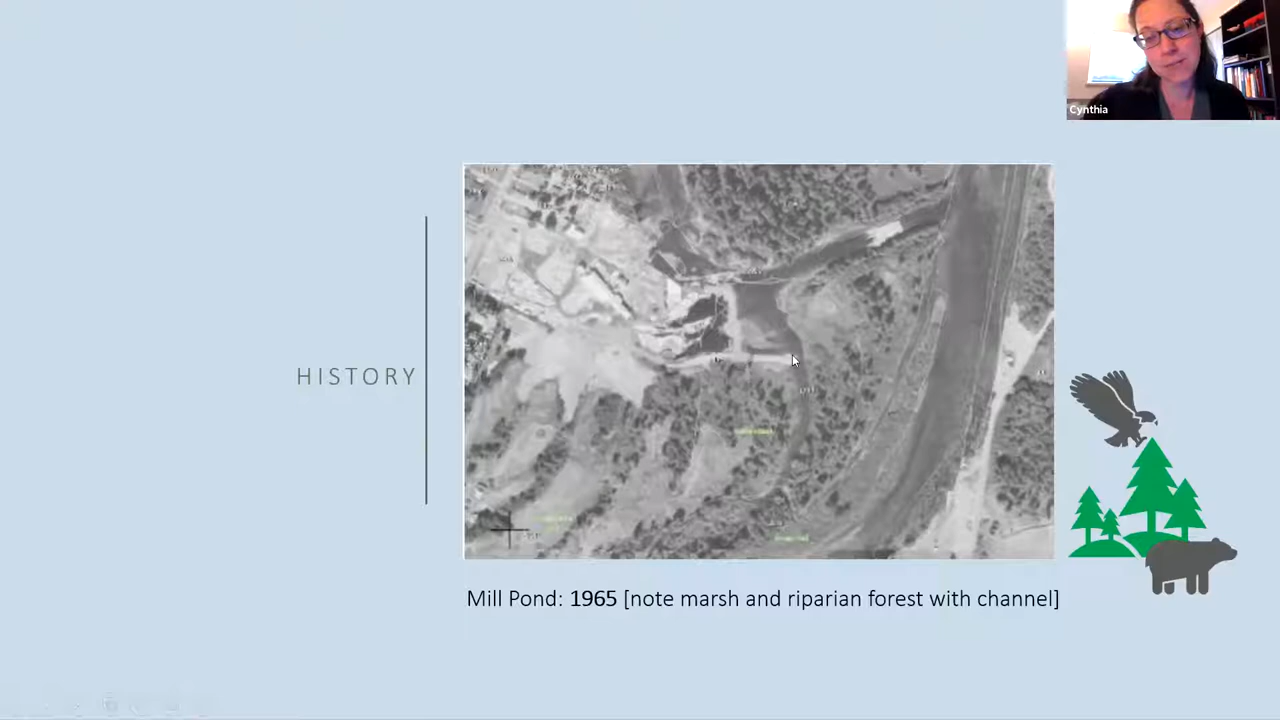 Cynthia
HISTORY
Mill Pond: 1965 [note marsh and riparian forest with channel]